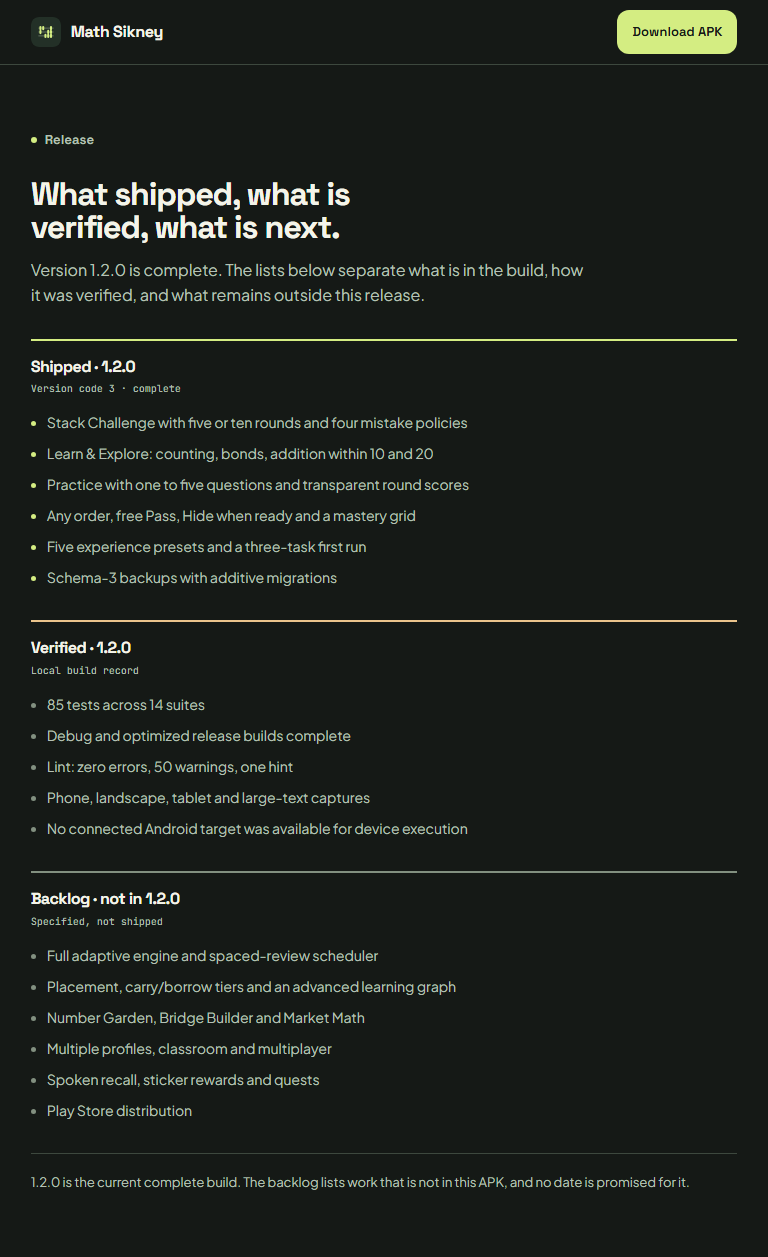 Math Sikney
Download APK
Release
What shipped, what is
verified, what is next.
Version 1.2.0 is complete. The lists below separate what is in the build, how
it was verified, and what remains outside this release.
Shipped · 1.2.0
Version code 3 · complete
Stack Challenge with five or ten rounds and four mistake policies
Learn & Explore: counting, bonds, addition within 10 and 20
Practice with one to five questions and transparent round scores
Any order, free Pass, Hide when ready and a mastery grid
Five experience presets and a three-task first run
Schema-3 backups with additive migrations
Verified · 1.2.0
Local build record
85 tests across 14 suites
Debug and optimized release builds complete
Lint: zero errors, 50 warnings, one hint
Phone, landscape, tablet and large-text captures
No connected Android target was available for device execution
Backlog · not in 1.2.0
Specified, not shipped
Full adaptive engine and spaced-review scheduler
Placement, carry/borrow tiers and an advanced learning graph
Number Garden, Bridge Builder and Market Math
Multiple profiles, classroom and multiplayer
Spoken recall, sticker rewards and quests
Play Store distribution
1.2.0 is the current complete build. The backlog lists work that is not in this APK, and no date is promised for it.